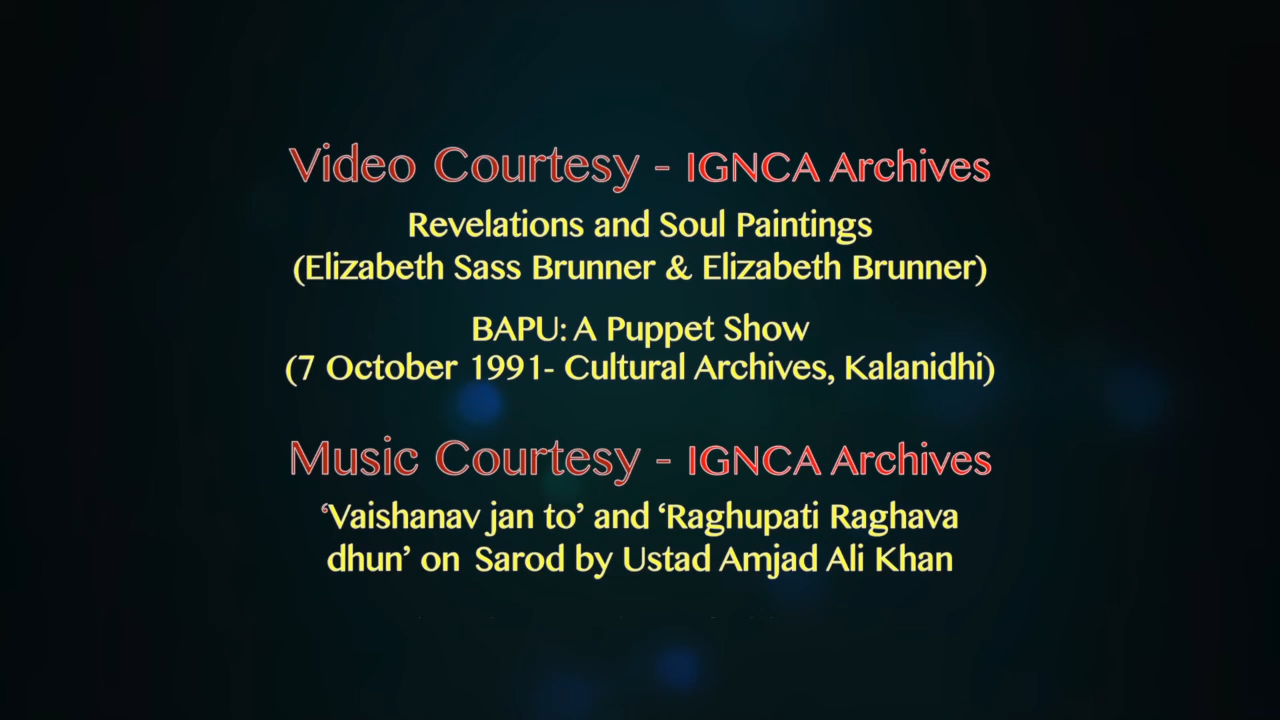 Video Courtesy - IGNCA Archives
Revelations and Soul Paintings
(Elizabeth Sass Brunner & Elizabeth Brunner)
BAPU: A Puppet Show
(7 October 1991- Cultural Archives, Kalanidhi)
Music Courtesy - IGNCA Archives
‘Vaishanav jan to’ and ‘Raghupati Raghava
dhun’ on Sarod by Ustad Amjad Ali Khan